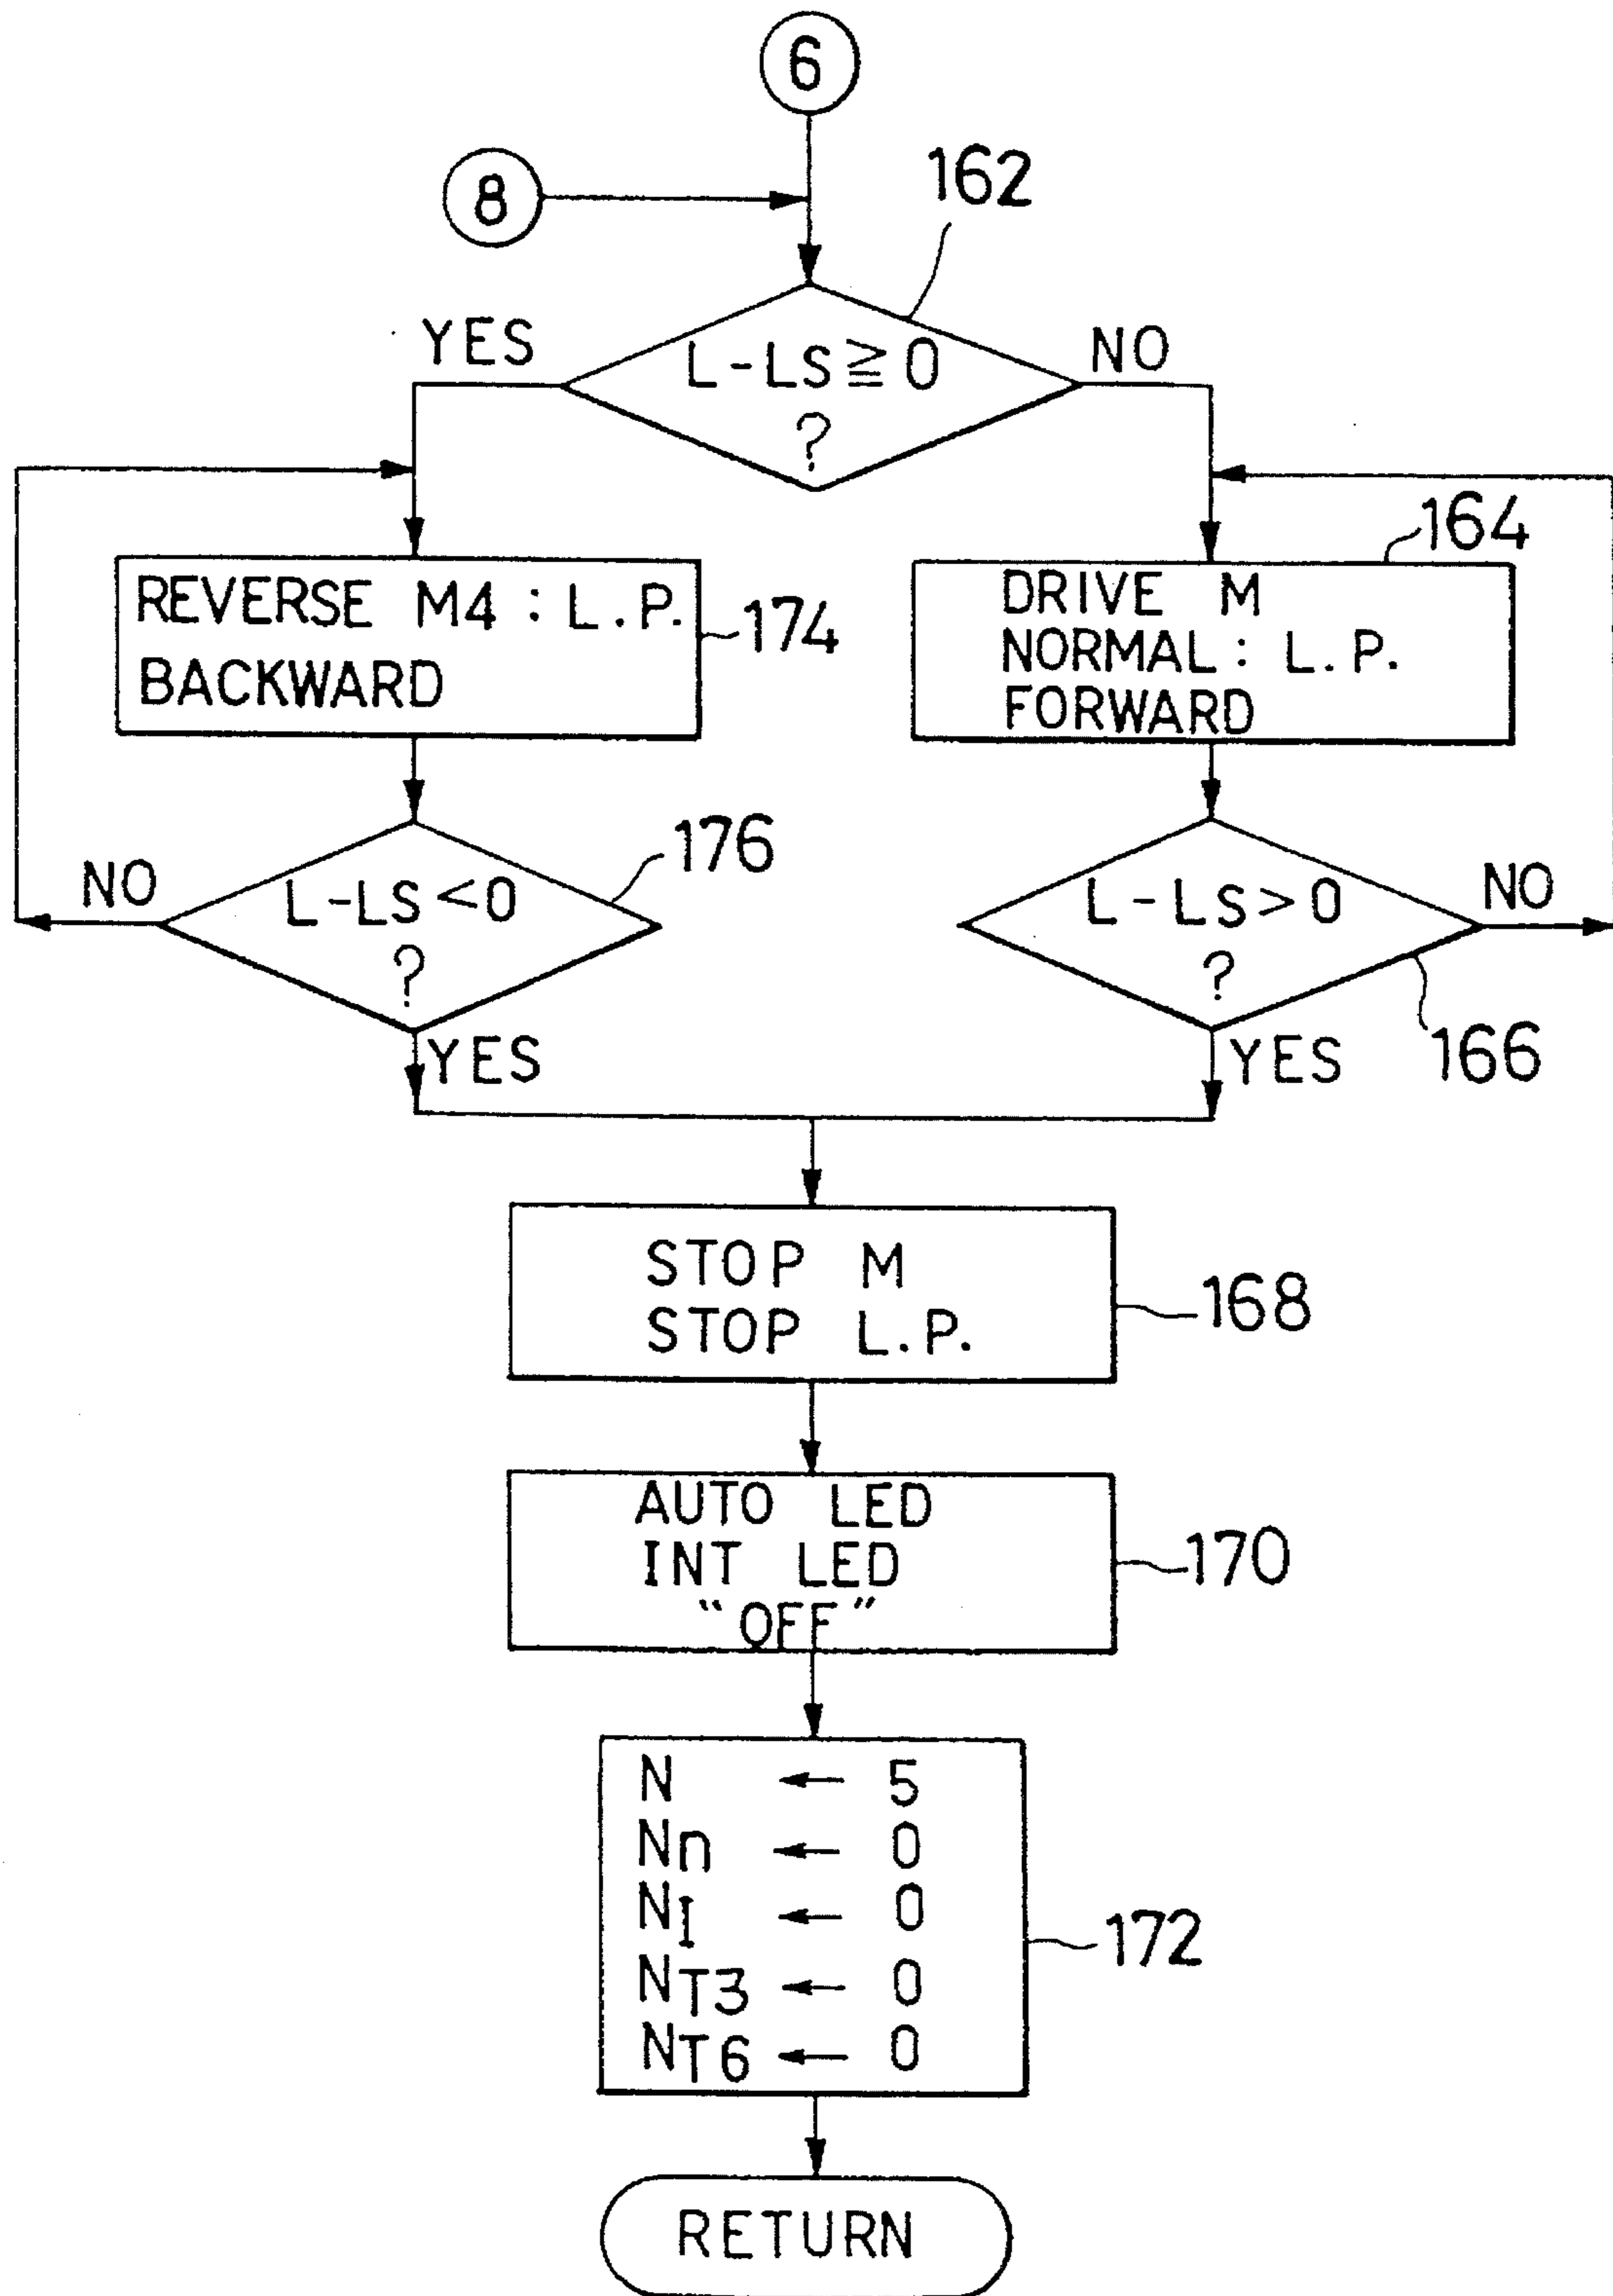 6
8
162
YES
L-LS≧0
?
NO
164
REVERSE M4 : L.P.
BACKWARD
174
DRIVE M
NORMAL : L.P.
FORWARD
176
NO
L-LS<0
?
YES
L-LS>0
?
NO
166
YES
STOP M
STOP L.P.
168
AUTO LED
INT LED
"OFF"
170
N ← 5
Nn ← 0
NI ← 0
NT3 ← 0
NT6 ← 0
172
RETURN